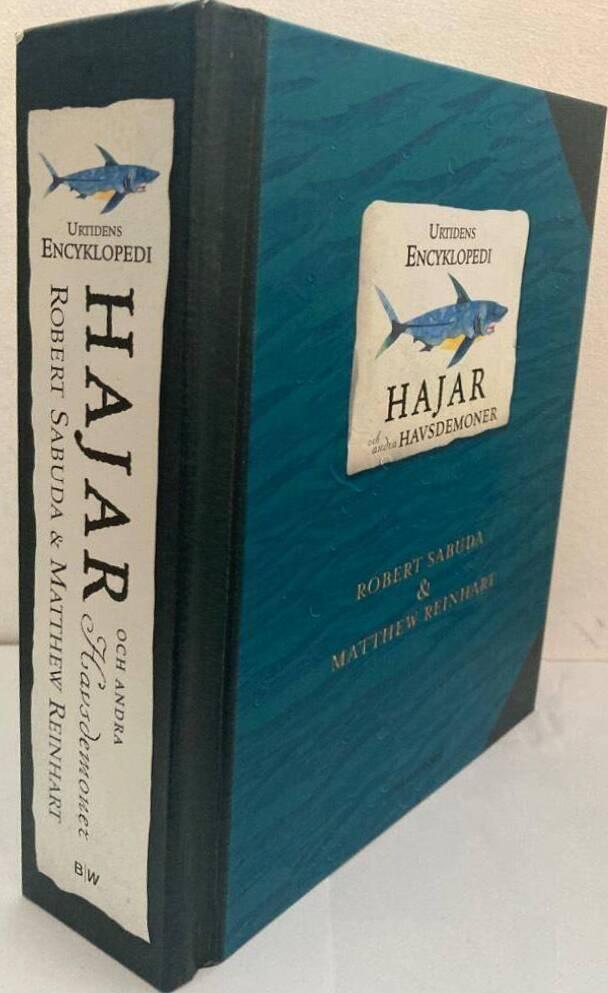 URTIDENS
ENCYKLOPEDI
HAJAR
OCH ANDRA
Havsdemoner
ROBERT SABUDA & MATTHEW REINHART
B|W
URTIDENS
ENCYKLOPEDI
HAJAR
och
andra HAVSDEMONER
ROBERT SABUDA
&
MATTHEW REINHART